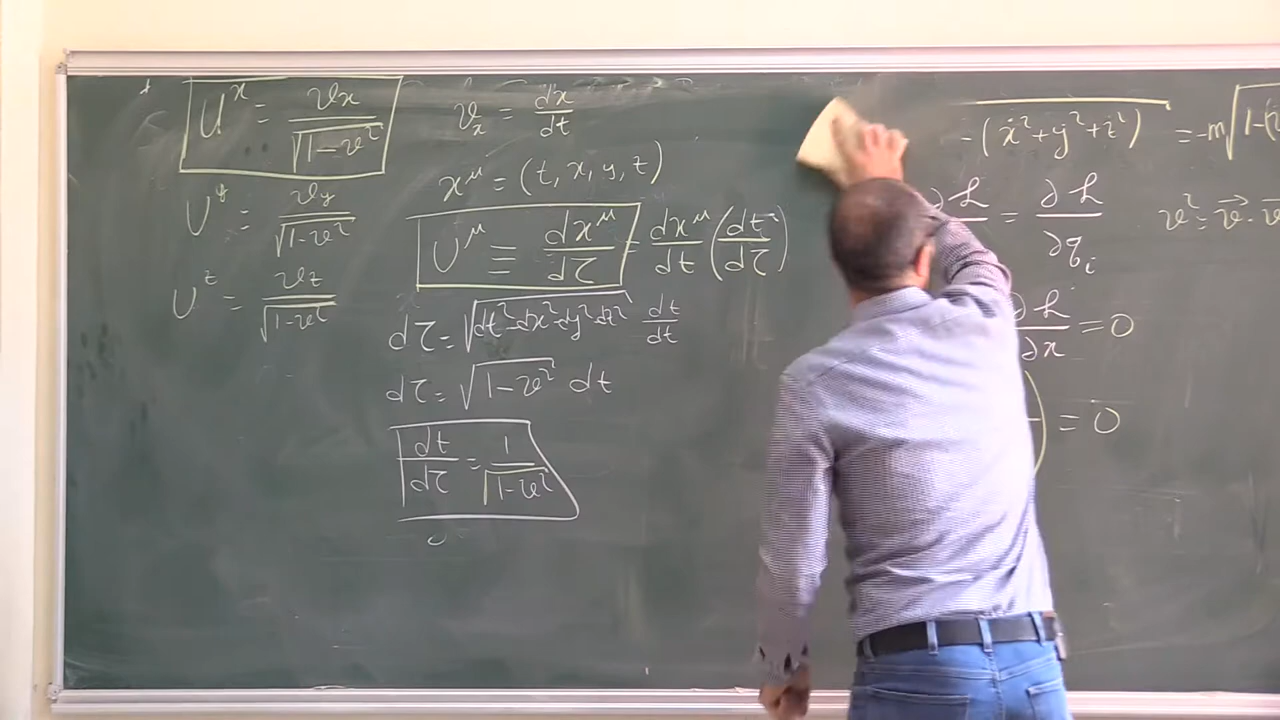 U^x = v_x / √(1-v²)
v_x = dx/dt
x^μ = (t, x, y, z)
U^y = v_y / √(1-v²)
U^μ ≡ dx^μ/dτ = dx^μ/dt (dt/dτ)
U^z = v_z / √(1-v²)
dτ = √(dt²-dx²-dy²-dz²) dt/dt
dτ = √(1-v²) dt
dt/dτ = 1/√(1-v²)
-(ẋ²+ẏ²+ż²) = -m√(1-(
∂L = ∂L/∂q_i
v² = v⃗·v⃗
∂L/∂x = 0
) = 0